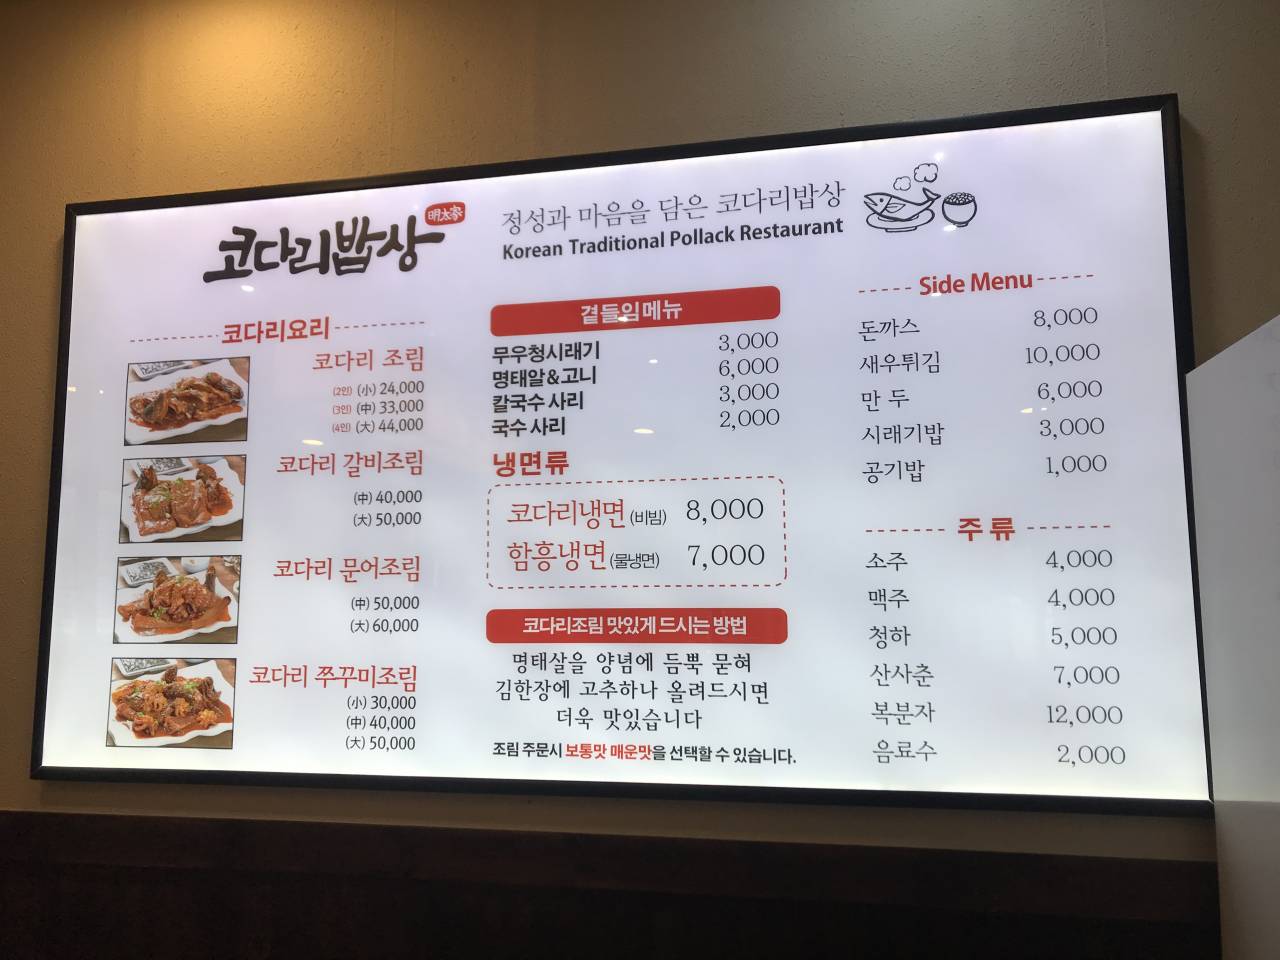 코다리밥상 明太家
정성과 마음을 담은 코다리밥상
Korean Traditional Pollack Restaurant
코다리요리
코다리 조림
(2인) (小) 24,000
(3인) (中) 33,000
(4인) (大) 44,000
코다리 갈비조림
(中) 40,000
(大) 50,000
코다리 문어조림
(中) 50,000
(大) 60,000
코다리 쭈꾸미조림
(小) 30,000
(中) 40,000
(大) 50,000
곁들임메뉴
무우청시래기 3,000
명태알&고니 6,000
칼국수 사리 3,000
국수 사리 2,000
냉면류
코다리냉면 (비빔) 8,000
함흥냉면 (물냉면) 7,000
코다리조림 맛있게 드시는 방법
명태살을 양념에 듬뿍 묻혀
김한장에 고추하나 올려드시면
더욱 맛있습니다
조림 주문시 보통맛 매운맛을 선택할 수 있습니다.
Side Menu
돈까스 8,000
새우튀김 10,000
만 두 6,000
시래기밥 3,000
공기밥 1,000
주 류
소주 4,000
맥주 4,000
청하 5,000
산사춘 7,000
복분자 12,000
음료수 2,000